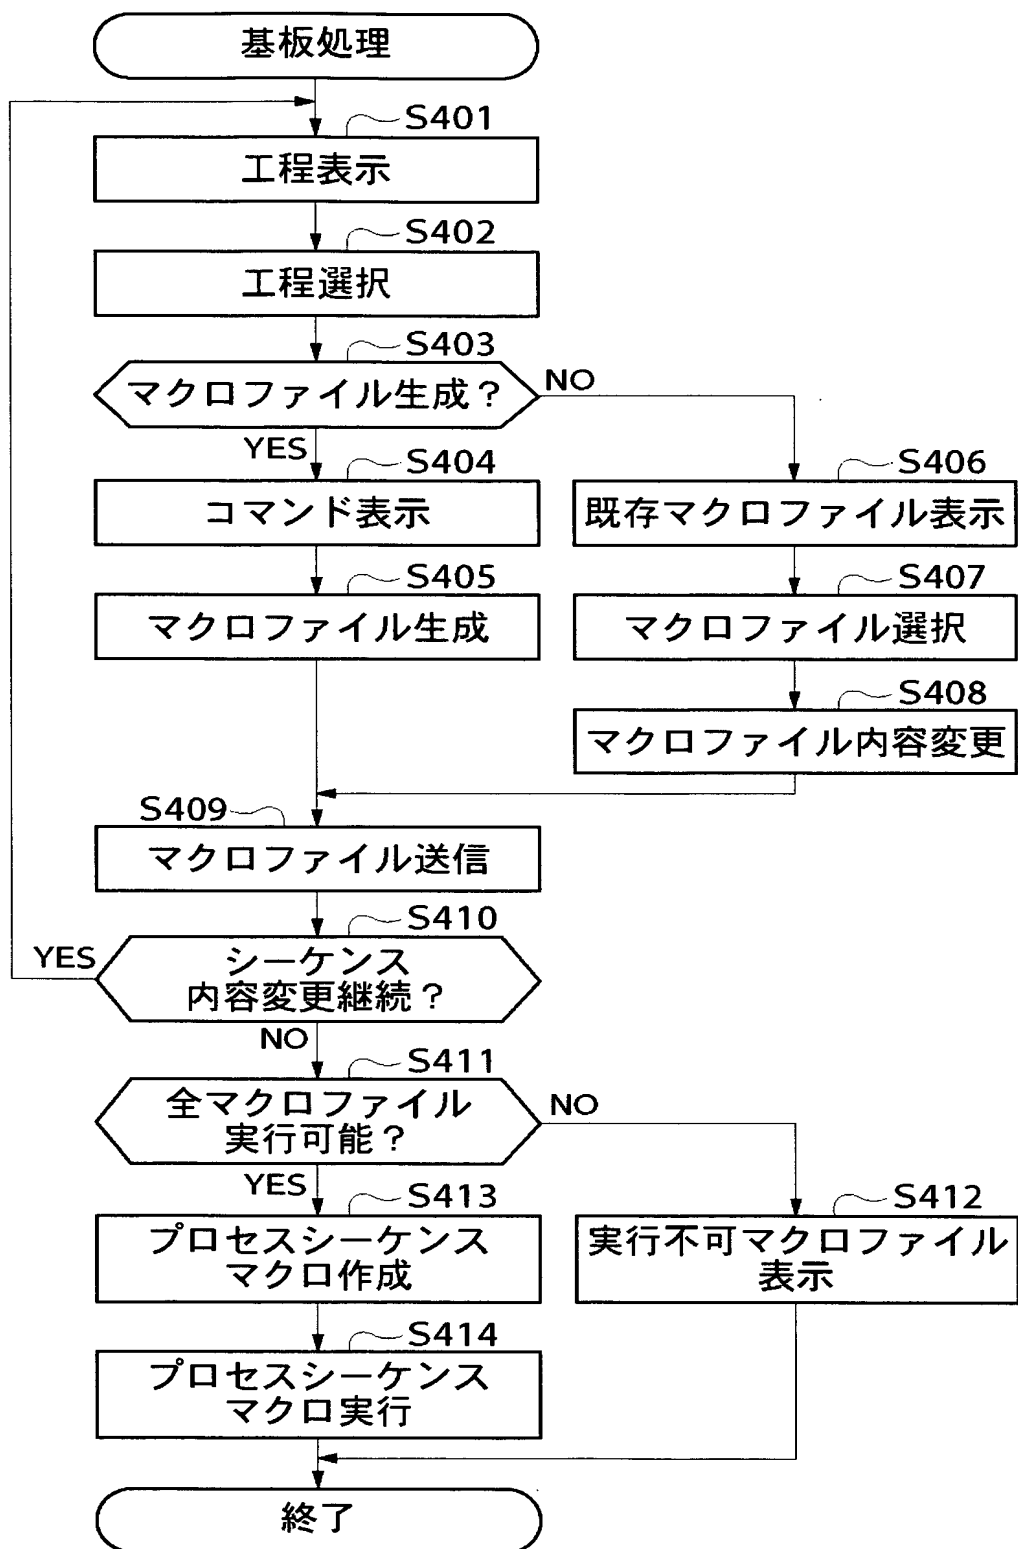 基板処理
S401
工程表示
S402
工程選択
S403
マクロファイル生成？
NO
YES
S404
コマンド表示
S405
マクロファイル生成
S406
既存マクロファイル表示
S407
マクロファイル選択
S408
マクロファイル内容変更
S409
マクロファイル送信
S410
YES
シーケンス
内容変更継続？
NO
S411
全マクロファイル
実行可能？
NO
YES
S412
実行不可マクロファイル
表示
S413
プロセスシーケンス
マクロ作成
S414
プロセスシーケンス
マクロ実行
終了